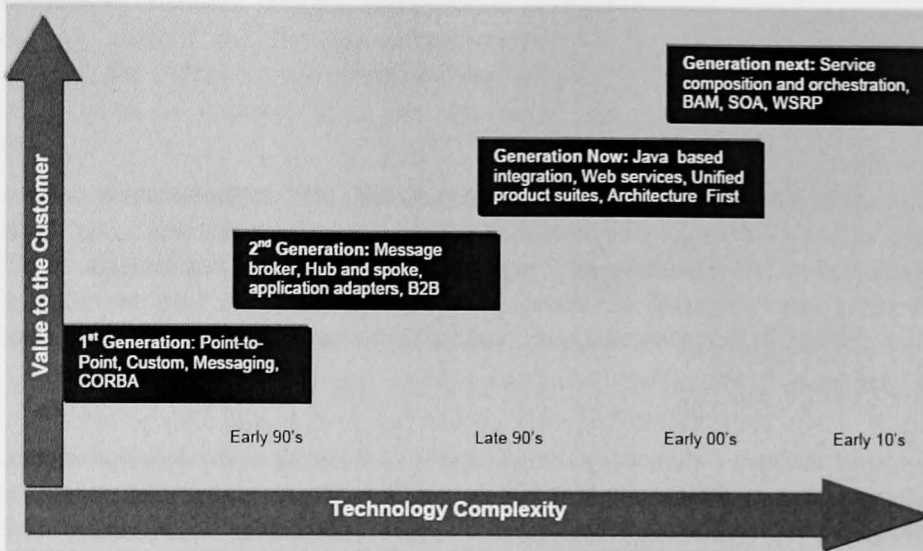 Value to the Customer
Generation next: Service
composition and orchestration,
BAM, SOA, WSRP
Generation Now: Java based
integration, Web services, Unified
product suites, Architecture First
2nd Generation: Message
broker, Hub and spoke,
application adapters, B2B
1st Generation: Point-to-
Point, Custom, Messaging,
CORBA
Early 90's
Late 90's
Early 00's
Early 10's
Technology Complexity